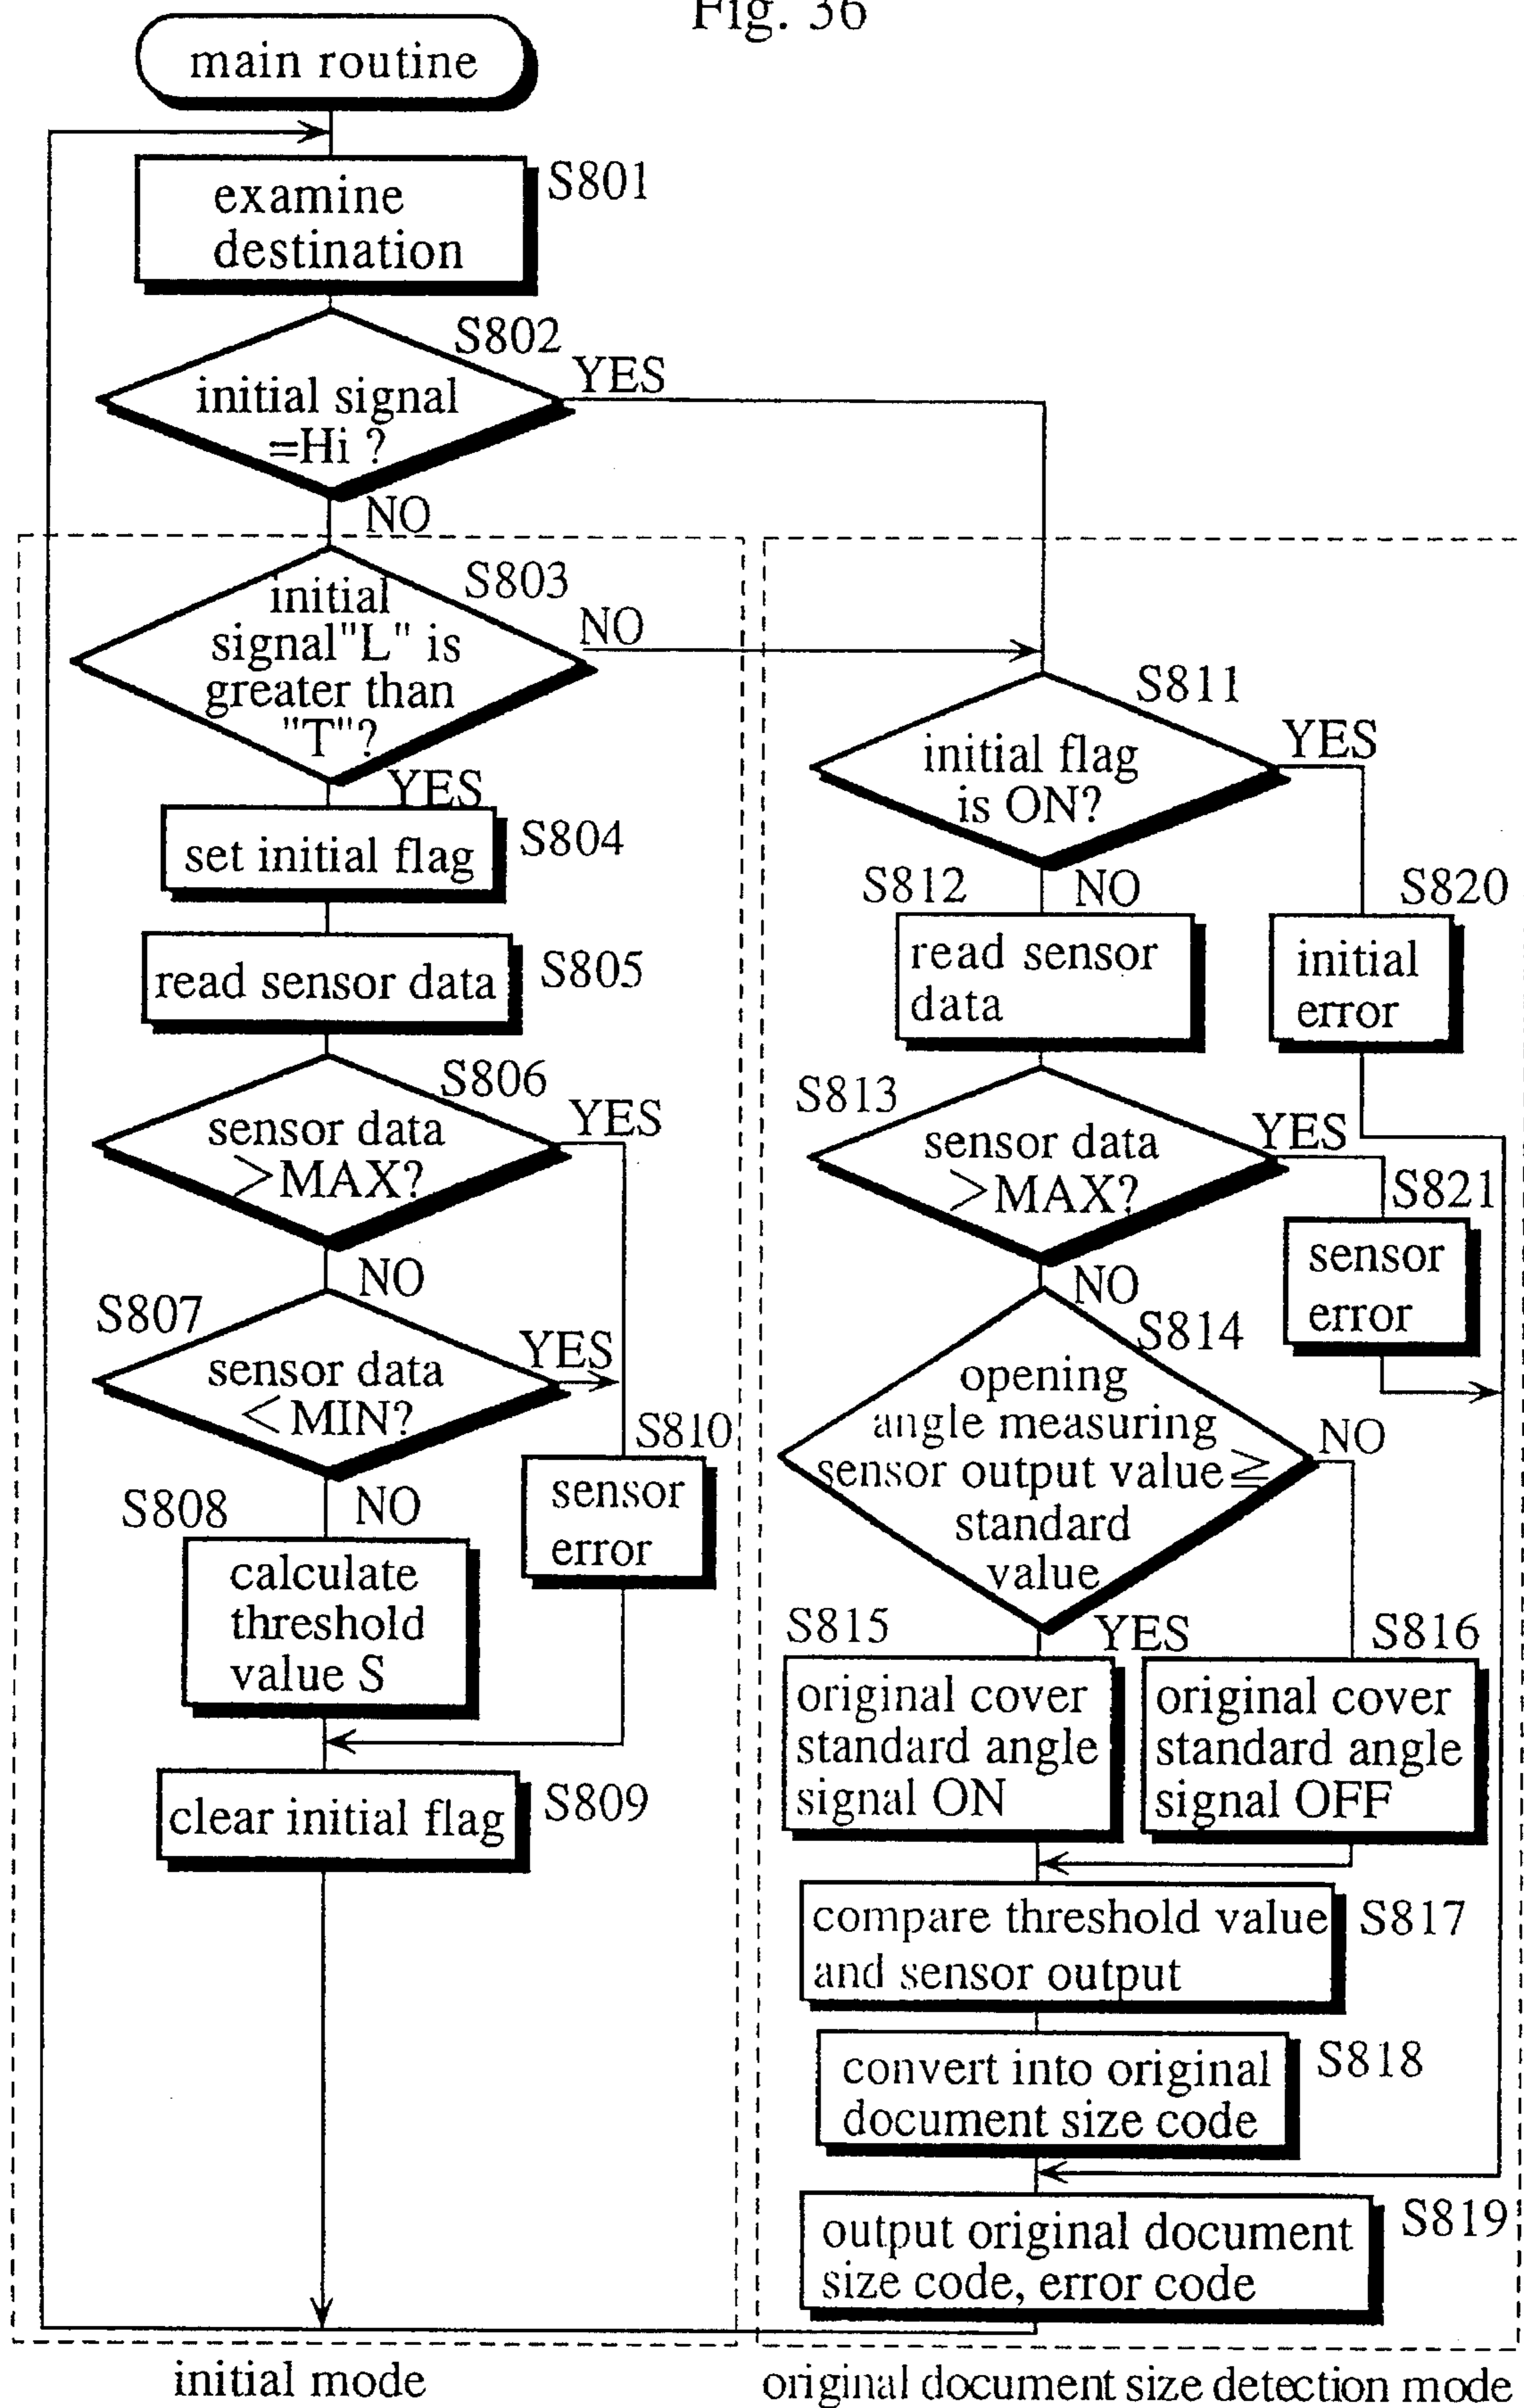 Fig. 36
main routine
examine
destination
S801
S802
initial signal
=Hi ?
YES
NO
S803
initial
signal"L" is
greater than
"T"?
NO
YES
set initial flag
S804
read sensor data
S805
S806
sensor data
>MAX?
YES
NO
S807
sensor data
<MIN?
YES
NO
S808
calculate
threshold
value S
S810
sensor
error
clear initial flag
S809
initial mode
S811
initial flag
is ON?
YES
NO
S812
read sensor
data
S820
initial
error
S813
sensor data
>MAX?
YES
NO
S821
sensor
error
S814
opening
angle measuring
sensor output value≧
standard
value
NO
YES
S815
original cover
standard angle
signal ON
S816
original cover
standard angle
signal OFF
compare threshold value
and sensor output
S817
convert into original
document size code
S818
output original document
size code, error code
S819
original document size detection mode